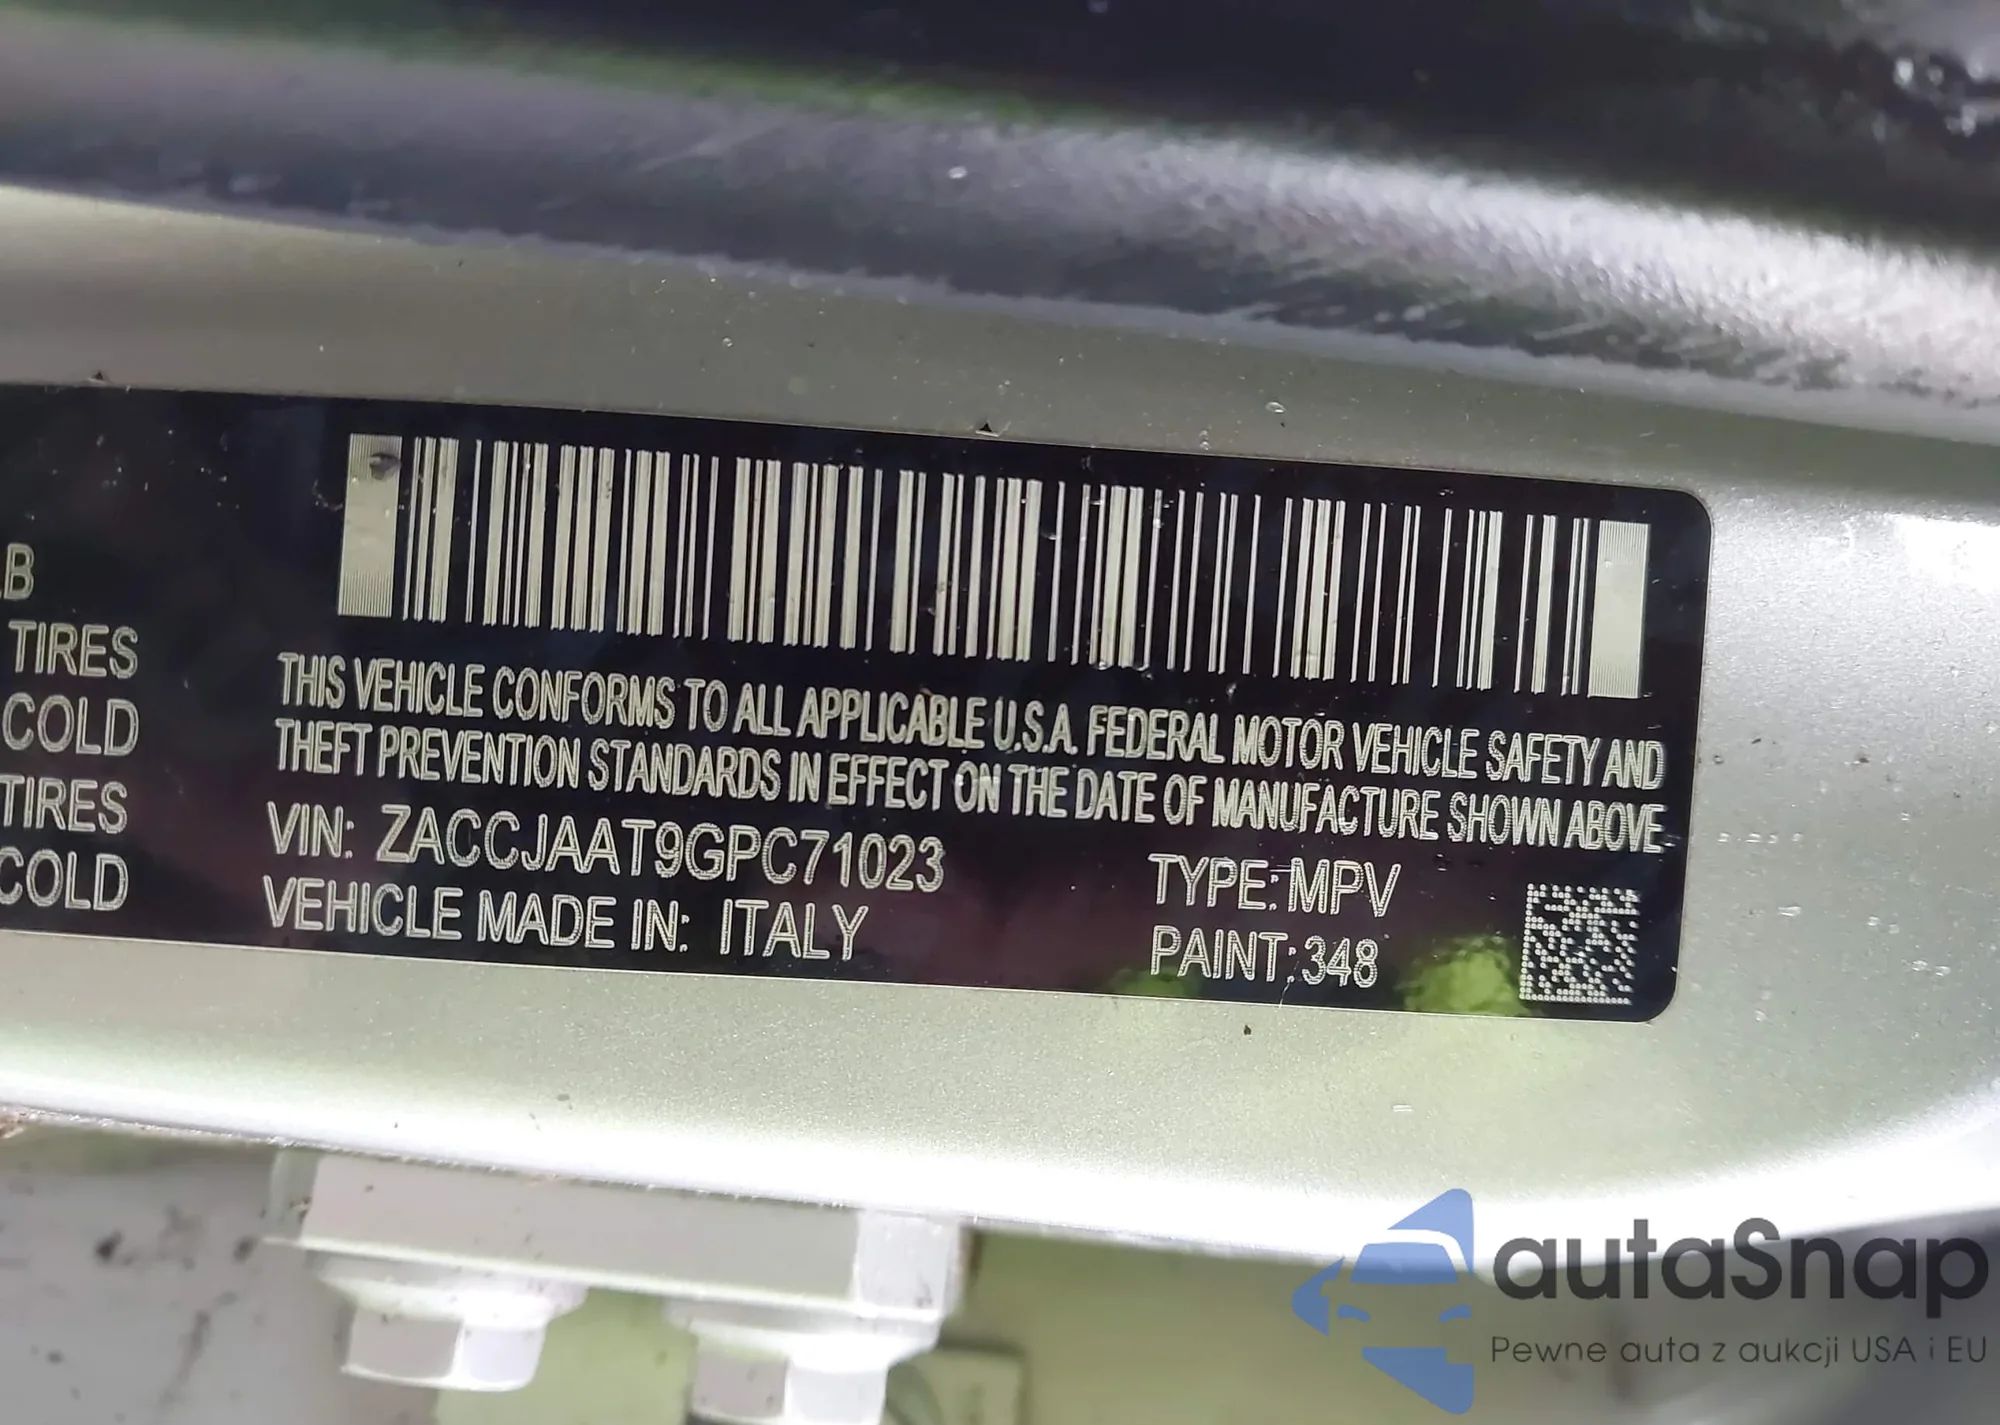 LB
TIRES
COLD
TIRES
COLD
THIS VEHICLE CONFORMS TO ALL APPLICABLE U.S.A. FEDERAL MOTOR VEHICLE SAFETY AND
THEFT PREVENTION STANDARDS IN EFFECT ON THE DATE OF MANUFACTURE SHOWN ABOVE
VIN: ZACCJAAT9GPC71023
TYPE: MPV
VEHICLE MADE IN: ITALY
PAINT: 348
autaSnap
Pewne auta z aukcji USA i EU